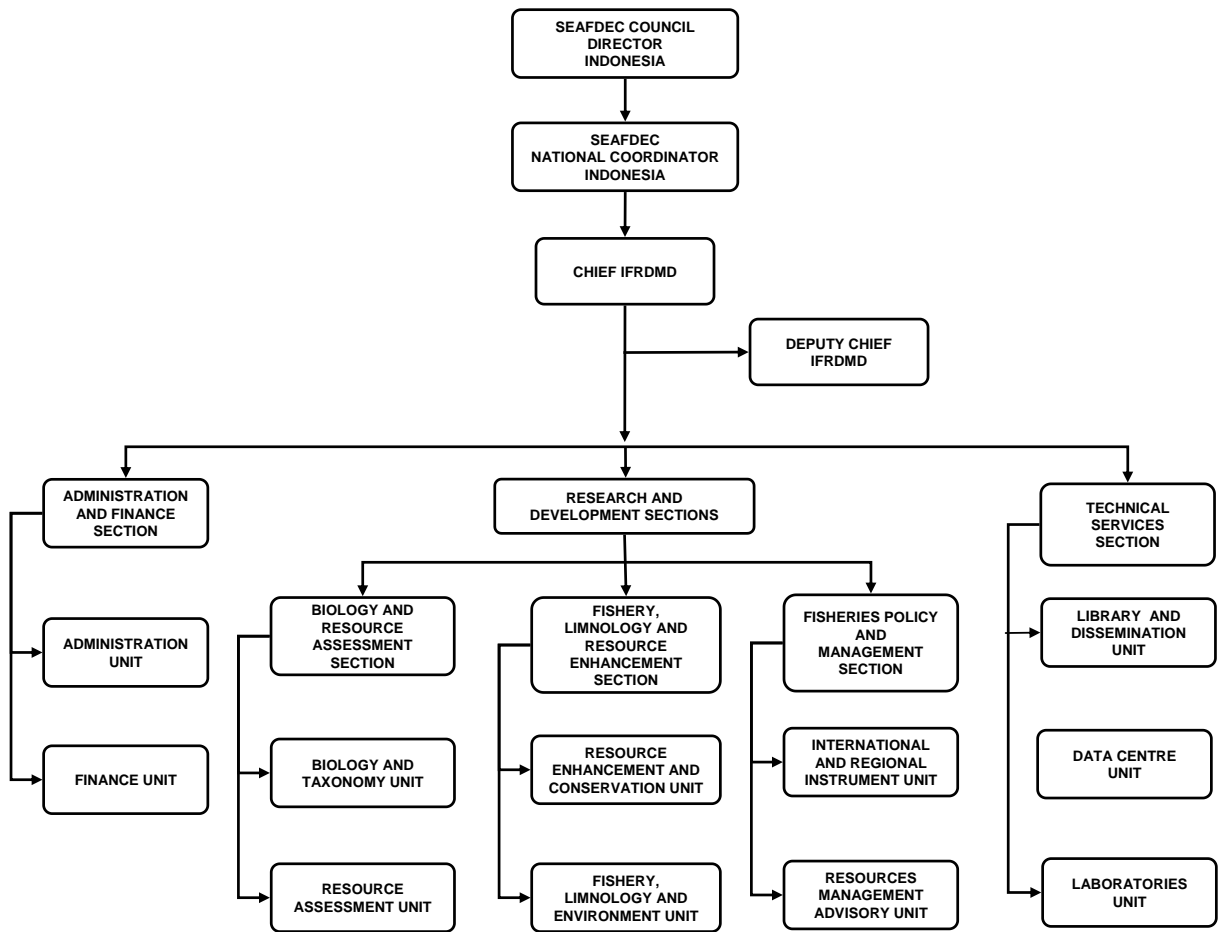 SEAFDEC COUNCIL
DIRECTOR
INDONESIA
SEAFDEC
NATIONAL COORDINATOR
INDONESIA
CHIEF IFRDMD
DEPUTY CHIEF
IFRDMD
ADMINISTRATION
AND FINANCE
SECTION
RESEARCH AND
DEVELOPMENT SECTIONS
TECHNICAL
SERVICES
SECTION
ADMINISTRATION
UNIT
FINANCE UNIT
BIOLOGY AND
RESOURCE
ASSESSMENT
SECTION
BIOLOGY AND
TAXONOMY UNIT
RESOURCE
ASSESSMENT UNIT
FISHERY,
LIMNOLOGY AND
RESOURCE
ENHANCEMENT
SECTION
RESOURCE
ENHANCEMENT AND
CONSERVATION UNIT
FISHERY,
LIMNOLOGY AND
ENVIRONMENT UNIT
FISHERIES POLICY
AND
MANAGEMENT
SECTION
INTERNATIONAL
AND REGIONAL
INSTRUMENT UNIT
RESOURCES
MANAGEMENT
ADVISORY UNIT
LIBRARY AND
DISSEMINATION
UNIT
DATA CENTRE
UNIT
LABORATORIES
UNIT